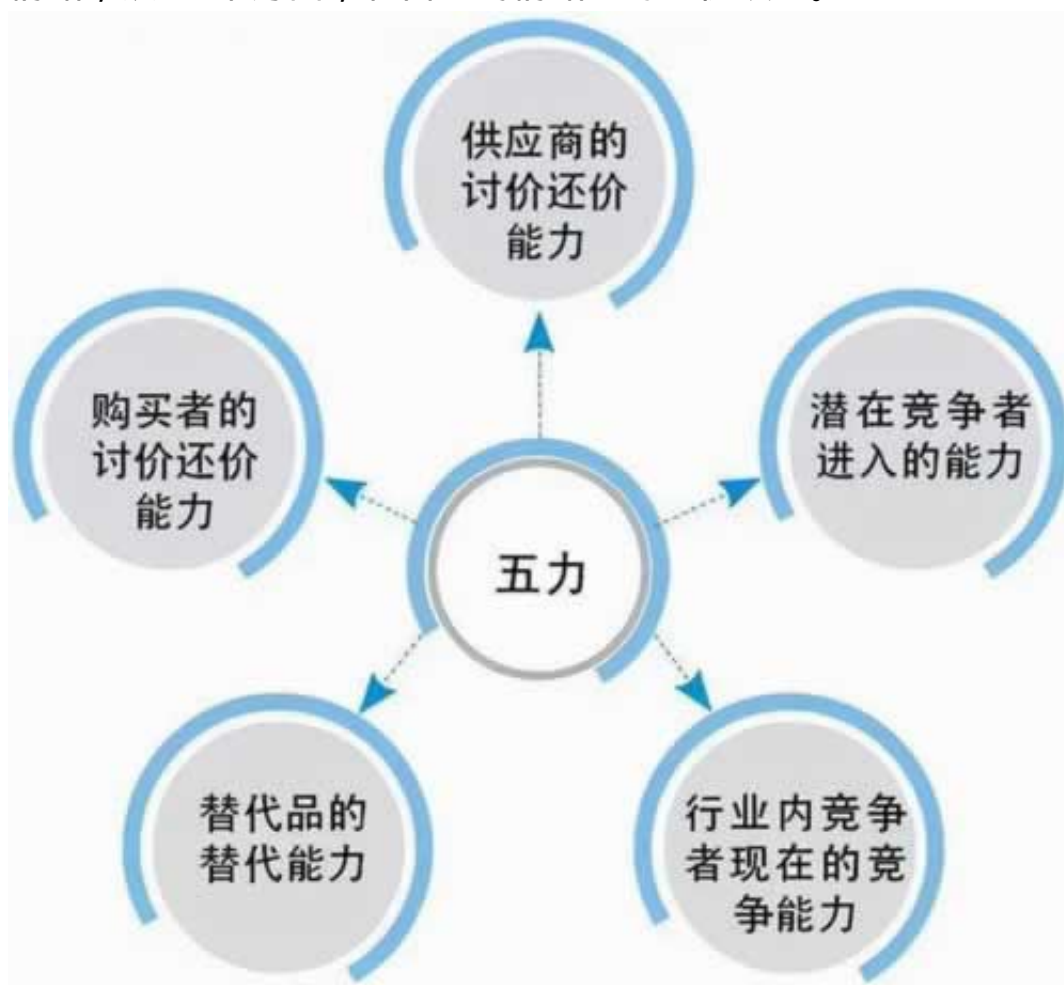 供应商的
讨价还价
能力
购买者的
讨价还价
能力
潜在竞争者
进入的能力
五力
替代品的
替代能力
行业内竞争
者现在的竞
争能力